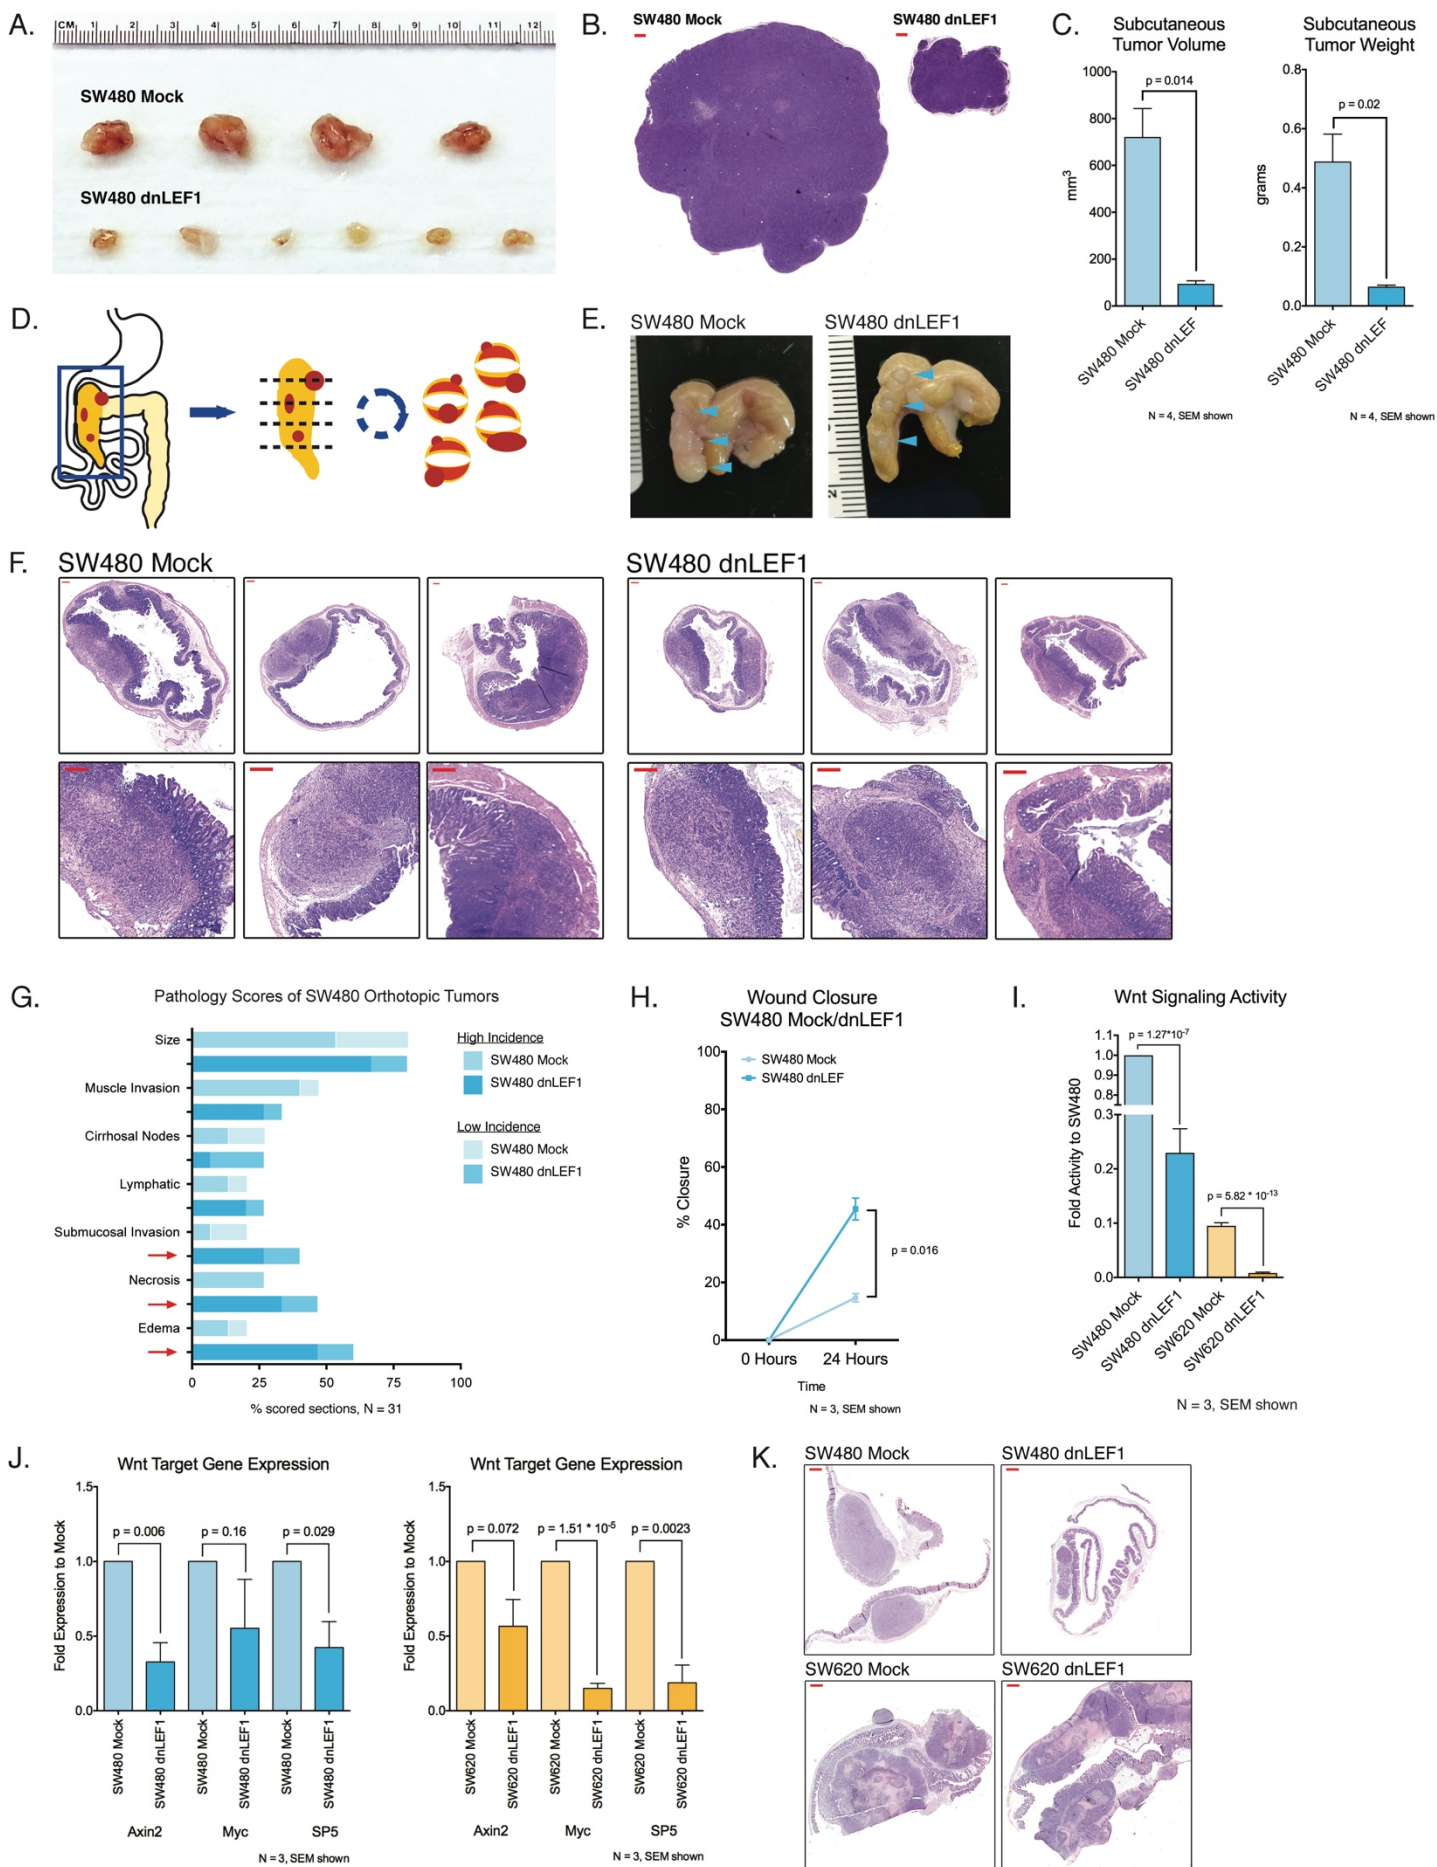 A.
CM 1 2 3 4 5 6 7 8 9 10 11 12
SW480 Mock
SW480 dnLEF1
B.
SW480 Mock
SW480 dnLEF1
C.
Subcutaneous
Tumor Volume
1000
800
600
400
200
0
mm3
p = 0.014
SW480 Mock
SW480 dnLEF
N = 4, SEM shown
Subcutaneous
Tumor Weight
0.8
0.6
0.4
0.2
0.0
grams
p = 0.02
SW480 Mock
SW480 dnLEF
N = 4, SEM shown
D.
E.
SW480 Mock
SW480 dnLEF1
2
F.
SW480 Mock
SW480 dnLEF1
G.
Pathology Scores of SW480 Orthotopic Tumors
Size
Muscle Invasion
Cirrhosal Nodes
Lymphatic
Submucosal Invasion
Necrosis
Edema
0 25 50 75 100
% scored sections, N = 31
High Incidence
SW480 Mock
SW480 dnLEF1
Low Incidence
SW480 Mock
SW480 dnLEF1
H.
Wound Closure
SW480 Mock/dnLEF1
100
80
60
40
20
0
% Closure
SW480 Mock
SW480 dnLEF
p = 0.016
0 Hours 24 Hours
Time
N = 3, SEM shown
I.
Wnt Signaling Activity
1.1
1.0
0.9
0.8
0.3
0.2
0.1
0.0
Fold Activity to SW480
p = 1.27*10-7
p = 5.82 * 10-13
SW480 Mock
SW480 dnLEF1
SW620 Mock
SW620 dnLEF1
N = 3, SEM shown
J.
Wnt Target Gene Expression
1.5
1.0
0.5
0.0
Fold Expression to Mock
p = 0.006 p = 0.16 p = 0.029
SW480 Mock
SW480 dnLEF1
SW480 Mock
SW480 dnLEF1
SW480 Mock
SW480 dnLEF1
Axin2 Myc SP5
N = 3, SEM shown
Wnt Target Gene Expression
1.5
1.0
0.5
0.0
Fold Expression to Mock
p = 0.072 p = 1.51 * 10-5 p = 0.0023
SW620 Mock
SW620 dnLEF1
SW620 Mock
SW620 dnLEF1
SW620 Mock
SW620 dnLEF1
Axin2 Myc SP5
N = 3, SEM shown
K.
SW480 Mock
SW480 dnLEF1
SW620 Mock
SW620 dnLEF1